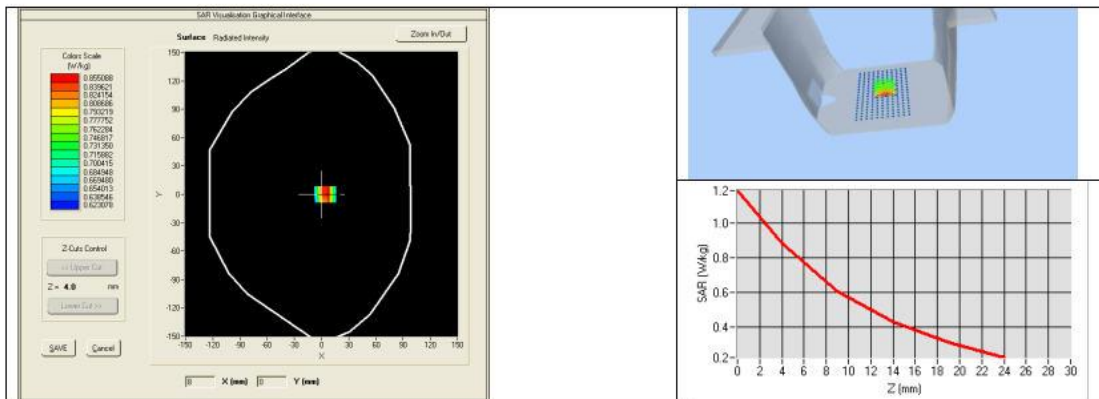 SAR Visualisation Graphical Interface
Surface Radiated Intensity
Zoom In/Out
Colors Scale
(W/kg)
0.855088
0.839621
0.824154
0.808686
0.793219
0.777752
0.762284
0.746817
0.731350
0.715882
0.700415
0.684948
0.669480
0.654013
0.638546
0.623078
Z-Cuts Control
<< Upper Cut
Z = 4.0 mm
Lower Cut >>
SAVE Cancel
150
120
90
60
30
0
-30
-60
-90
-120
-150
Y
-150 -120 -90 -60 -30 0 30 60 90 120 150
X
0 X (mm) 0 Y (mm)
1.2
1.0
0.8
0.6
0.4
0.2
SAR (W/kg)
0 2 4 6 8 10 12 14 16 18 20 22 24 26 28 30
Z (mm)